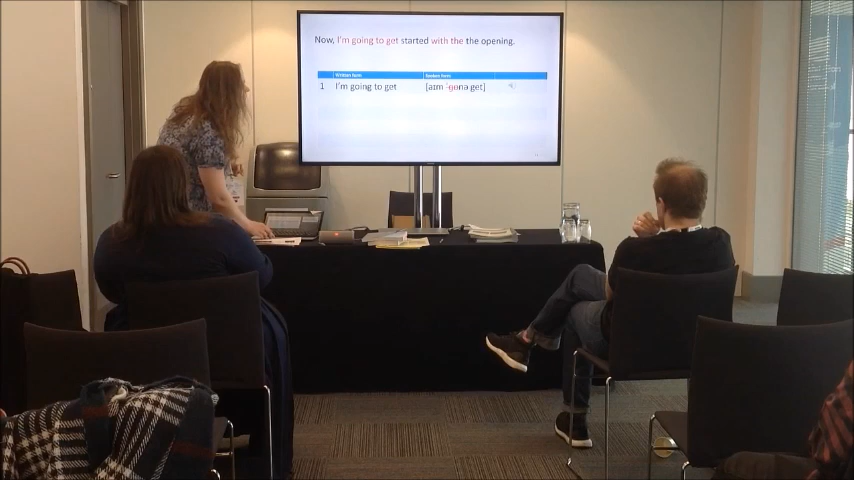 Now, I'm going to get started with the the opening.
Written form Spoken form
1 I'm going to get [aɪm ˈgənə get]